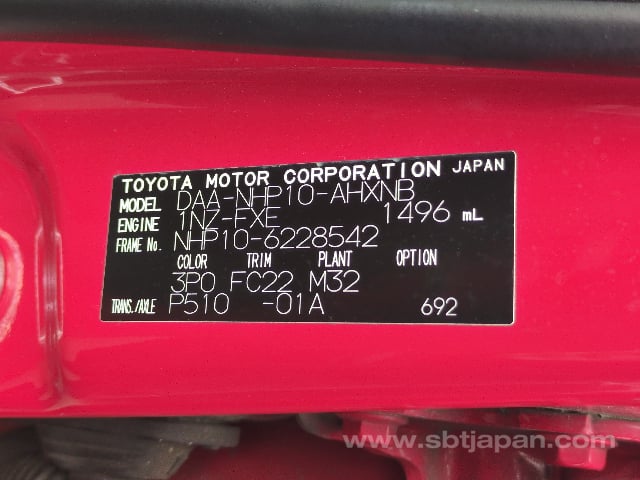 TOYOTA MOTOR CORPORATION JAPAN
MODEL DAA-NHP10-AHXNB
ENGINE 1NZ-FXE 1496 mL
FRAME No. NHP10-6228542
COLOR TRIM PLANT OPTION
3P0 FC22 M32
TRANS./AXLE P510 -01A 692
www.sbtjapan.com